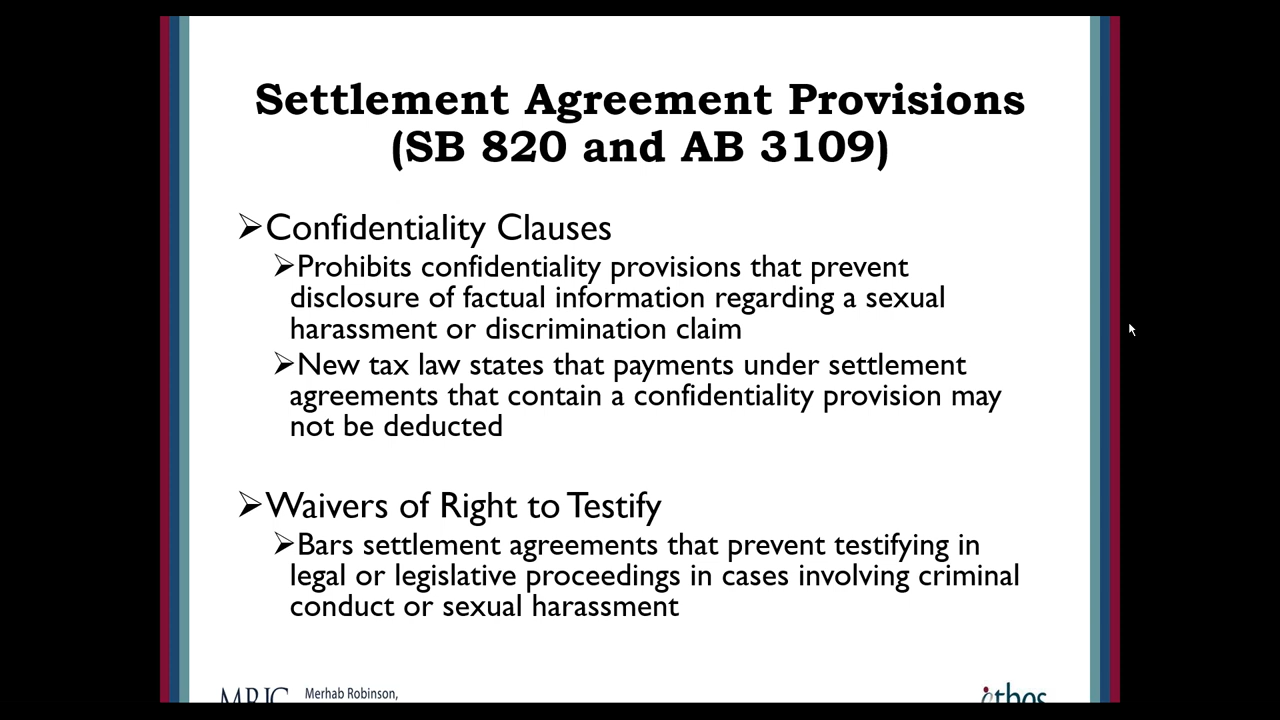 Settlement Agreement Provisions
(SB 820 and AB 3109)
➢Confidentiality Clauses
➢Prohibits confidentiality provisions that prevent
disclosure of factual information regarding a sexual
harassment or discrimination claim
➢New tax law states that payments under settlement
agreements that contain a confidentiality provision may
not be deducted
➢Waivers of Right to Testify
➢Bars settlement agreements that prevent testifying in
legal or legislative proceedings in cases involving criminal
conduct or sexual harassment
MRJC Merhab Robinson, ethos